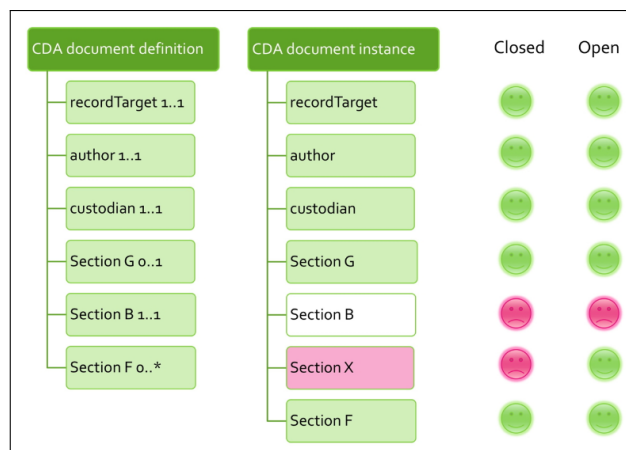 CDA document definition
CDA document instance
Closed
Open
recordTarget 1..1
recordTarget
author 1..1
author
custodian 1..1
custodian
Section G 0..1
Section G
Section B 1..1
Section B
Section F 0..*
Section X
Section F